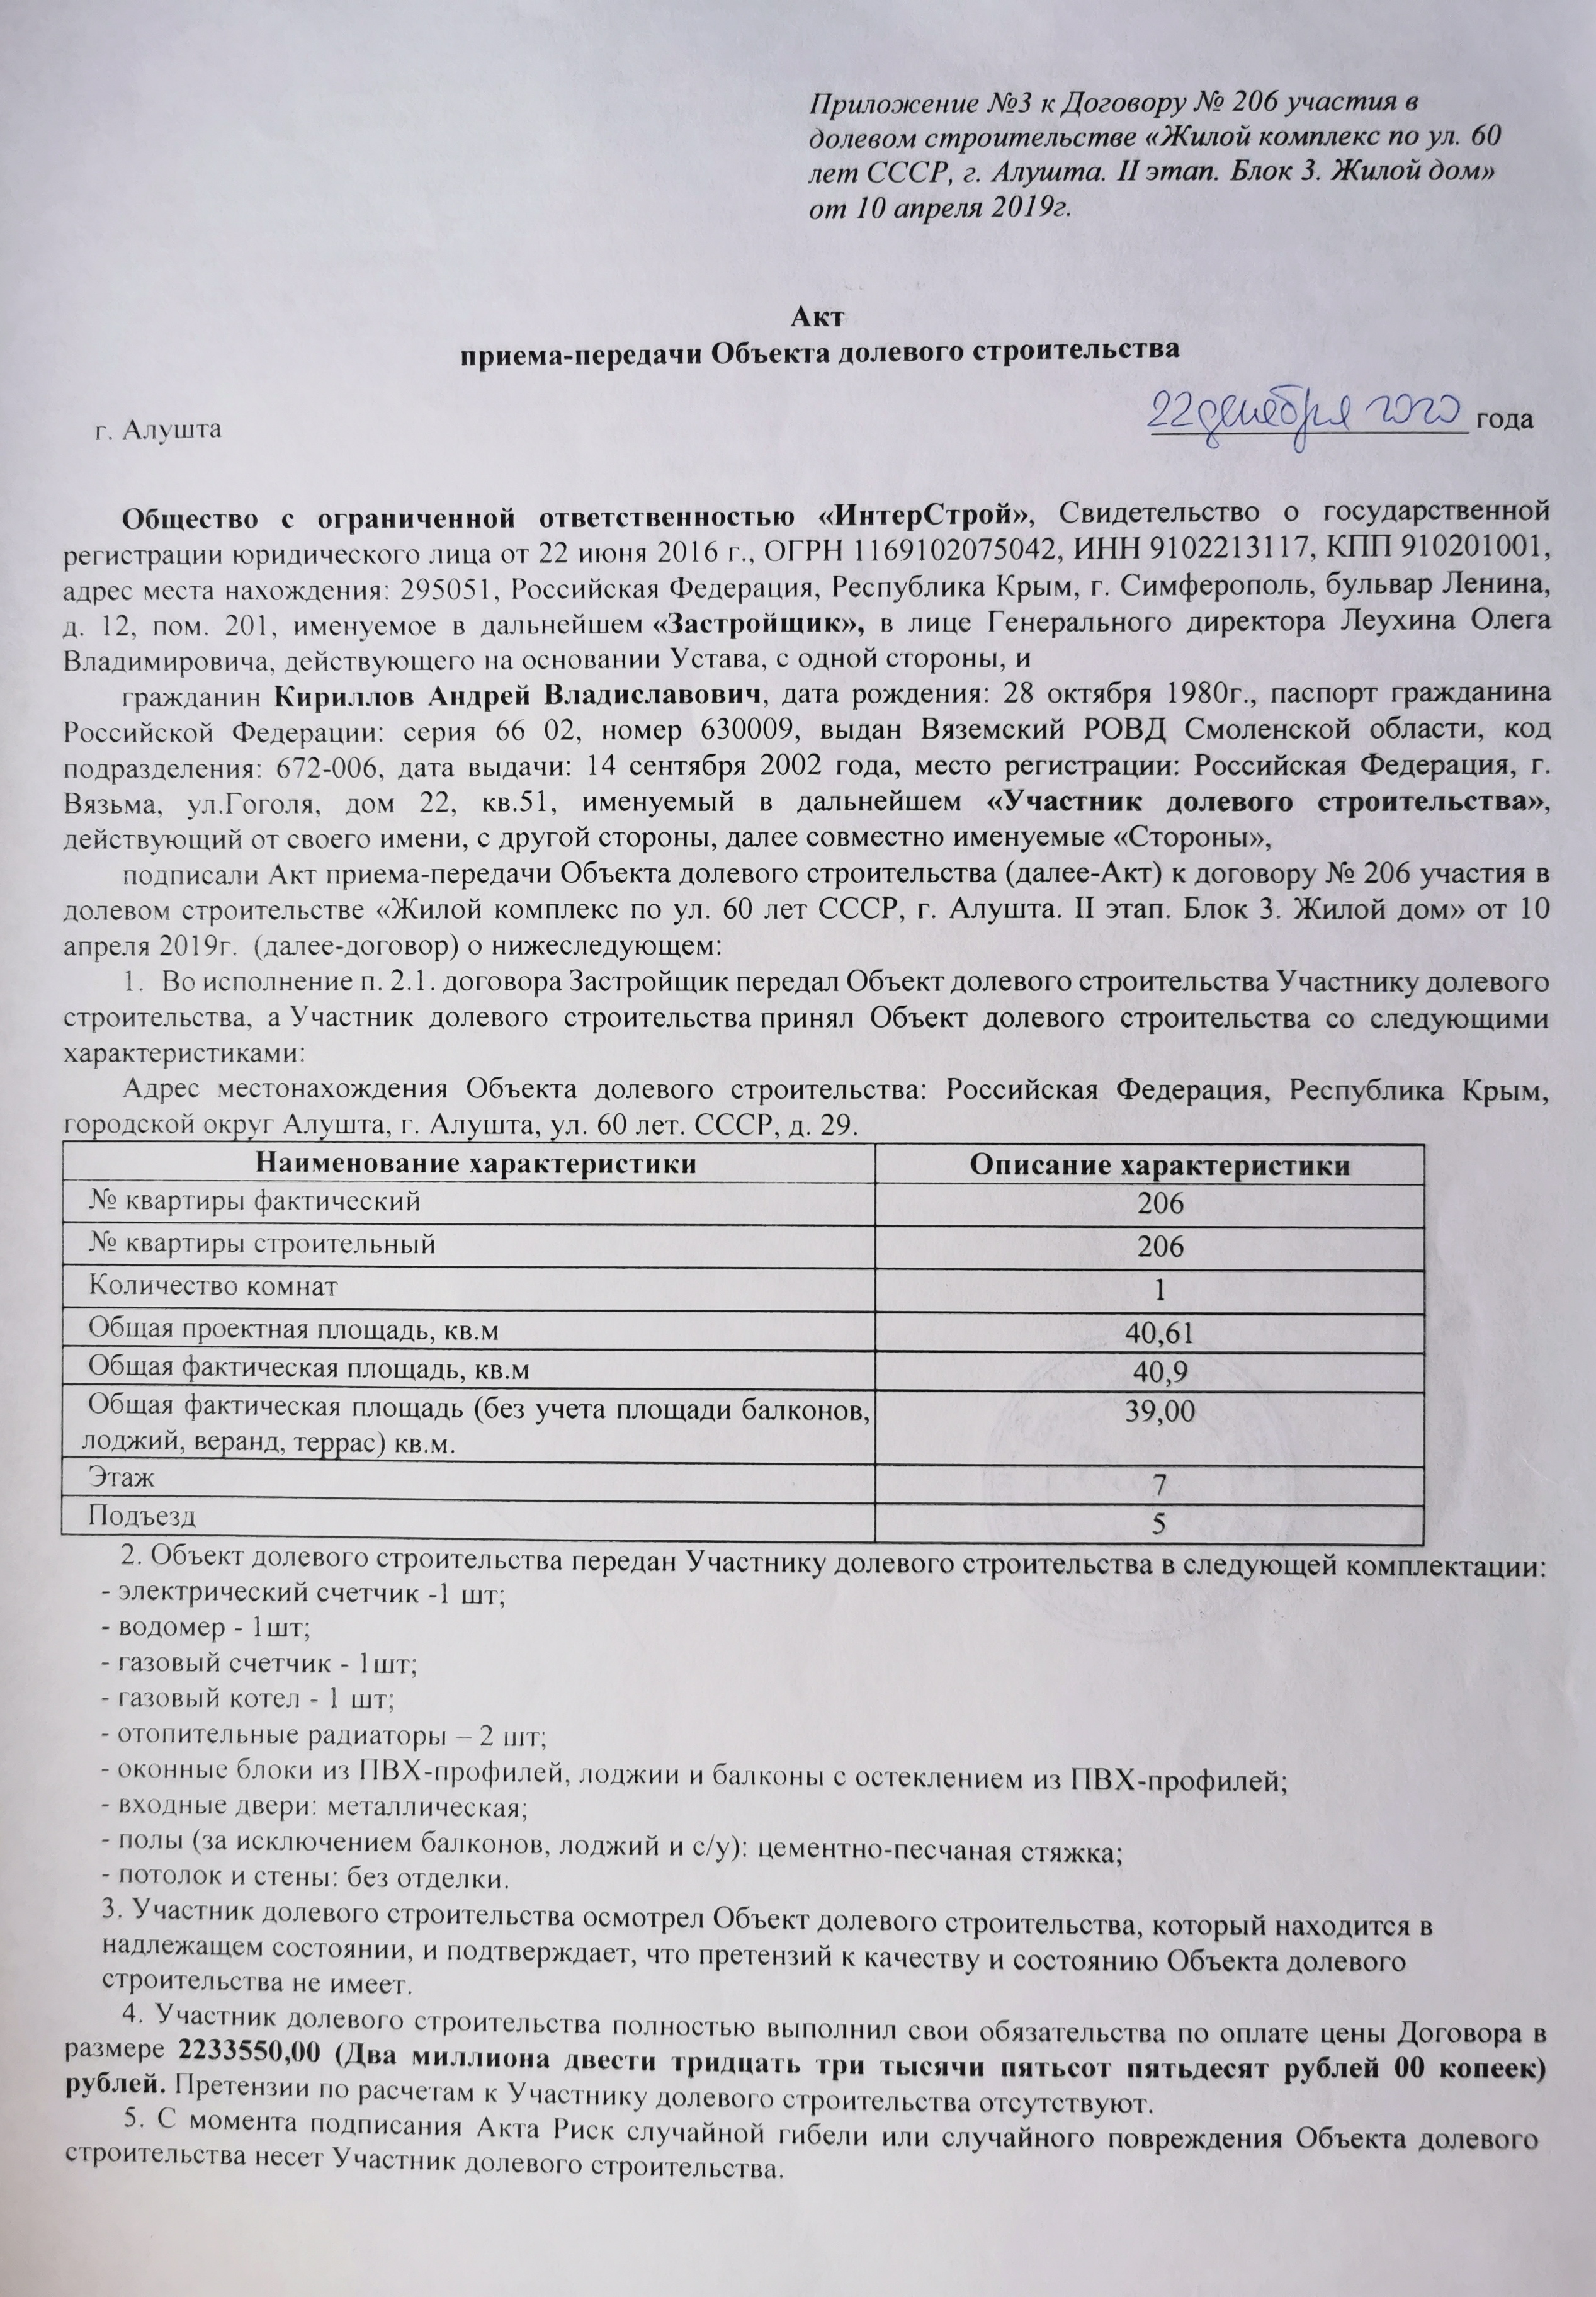 Приложение №3 к Договору № 206 участия в
долевом строительстве «Жилой комплекс по ул. 60
лет СССР, г. Алушта. II этап. Блок 3. Жилой дом»
от 10 апреля 2019г.
Акт
приема-передачи Объекта долевого строительства
г. Алушта 22 декабря 2020 года
Общество с ограниченной ответственностью «ИнтерСтрой», Свидетельство о государственной
регистрации юридического лица от 22 июня 2016 г., ОГРН 1169102075042, ИНН 9102213117, КПП 910201001,
адрес места нахождения: 295051, Российская Федерация, Республика Крым, г. Симферополь, бульвар Ленина,
д. 12, пом. 201, именуемое в дальнейшем «Застройщик», в лице Генерального директора Леухина Олега
Владимировича, действующего на основании Устава, с одной стороны, и
гражданин Кириллов Андрей Владиславович, дата рождения: 28 октября 1980г., паспорт гражданина
Российской Федерации: серия 66 02, номер 630009, выдан Вяземский РОВД Смоленской области, код
подразделения: 672-006, дата выдачи: 14 сентября 2002 года, место регистрации: Российская Федерация, г.
Вязьма, ул.Гоголя, дом 22, кв.51, именуемый в дальнейшем «Участник долевого строительства»,
действующий от своего имени, с другой стороны, далее совместно именуемые «Стороны»,
подписали Акт приема-передачи Объекта долевого строительства (далее-Акт) к договору № 206 участия в
долевом строительстве «Жилой комплекс по ул. 60 лет СССР, г. Алушта. II этап. Блок 3. Жилой дом» от 10
апреля 2019г. (далее-договор) о нижеследующем:
1. Во исполнение п. 2.1. договора Застройщик передал Объект долевого строительства Участнику долевого
строительства, а Участник долевого строительства принял Объект долевого строительства со следующими
характеристиками:
Адрес местонахождения Объекта долевого строительства: Российская Федерация, Республика Крым,
городской округ Алушта, г. Алушта, ул. 60 лет. СССР, д. 29.
Наименование характеристики Описание характеристики
№ квартиры фактический 206
№ квартиры строительный 206
Количество комнат 1
Общая проектная площадь, кв.м 40,61
Общая фактическая площадь, кв.м 40,9
Общая фактическая площадь (без учета площади балконов, 39,00
лоджий, веранд, террас) кв.м.
Этаж 7
Подъезд 5
2. Объект долевого строительства передан Участнику долевого строительства в следующей комплектации:
- электрический счетчик -1 шт;
- водомер - 1шт;
- газовый счетчик - 1шт;
- газовый котел - 1 шт;
- отопительные радиаторы – 2 шт;
- оконные блоки из ПВХ-профилей, лоджии и балконы с остеклением из ПВХ-профилей;
- входные двери: металлическая;
- полы (за исключением балконов, лоджий и с/у): цементно-песчаная стяжка;
- потолок и стены: без отделки.
3. Участник долевого строительства осмотрел Объект долевого строительства, который находится в
надлежащем состоянии, и подтверждает, что претензий к качеству и состоянию Объекта долевого
строительства не имеет.
4. Участник долевого строительства полностью выполнил свои обязательства по оплате цены Договора в
размере 2233550,00 (Два миллиона двести тридцать три тысячи пятьсот пятьдесят рублей 00 копеек)
рублей. Претензии по расчетам к Участнику долевого строительства отсутствуют.
5. С момента подписания Акта Риск случайной гибели или случайного повреждения Объекта долевого
строительства несет Участник долевого строительства.